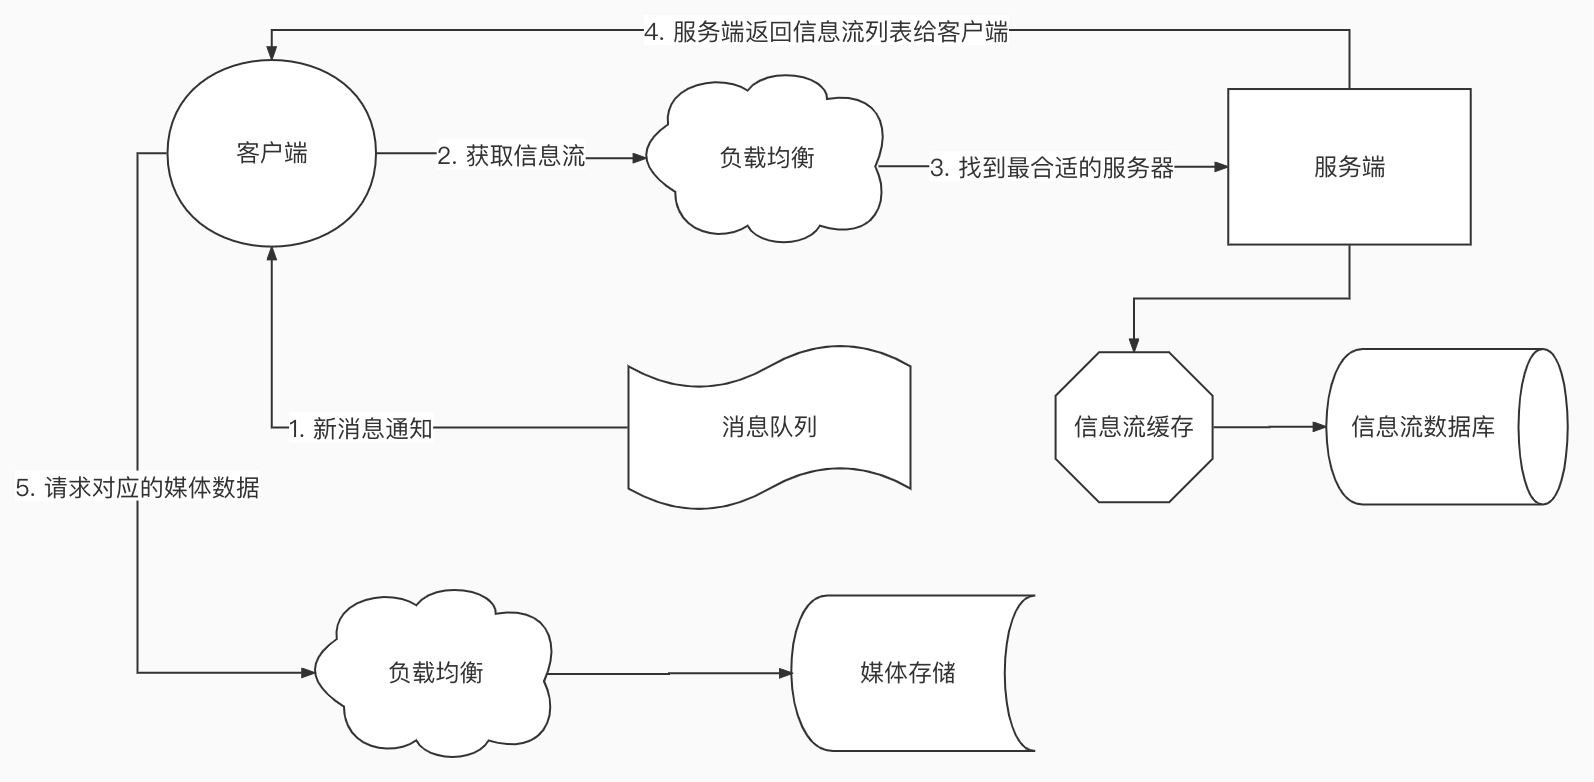 4. 服务端返回信息流列表给客户端
客户端
2. 获取信息流
负载均衡
3. 找到最合适的服务器
服务端
1. 新消息通知
消息队列
信息流缓存
信息流数据库
5. 请求对应的媒体数据
负载均衡
媒体存储